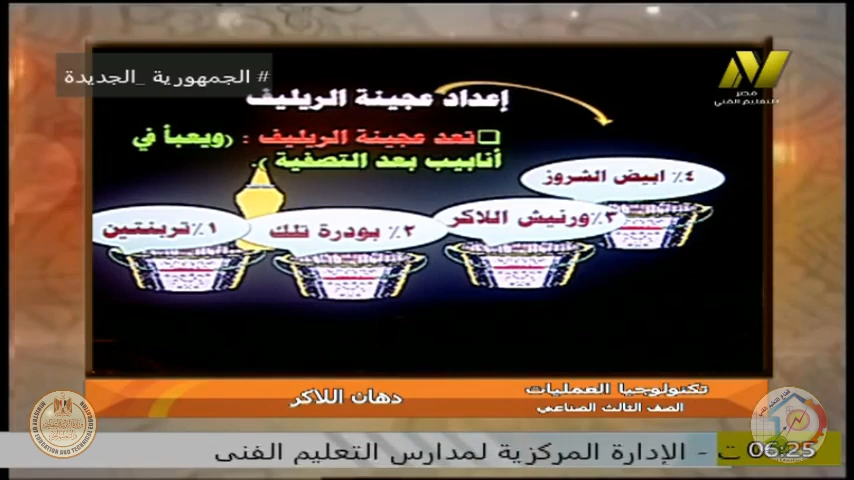 # الجمهورية _الجديدة
مصر
للتعليم الفني
إعداد عجينة الريليف
تعد عجينة الريليف : (ويعبأ في
أنابيب بعد التصفية ).
٤٪ ابيض الشروز
٣٪ ورنيش اللاكر
٢٪ بودرة تلك
١٪ تربنتين
تكنولوجيا العمليات
الصف الثالث الصناعي
دهان اللاكر
ت - الإدارة المركزية لمدارس التعليم الفنى
06:25